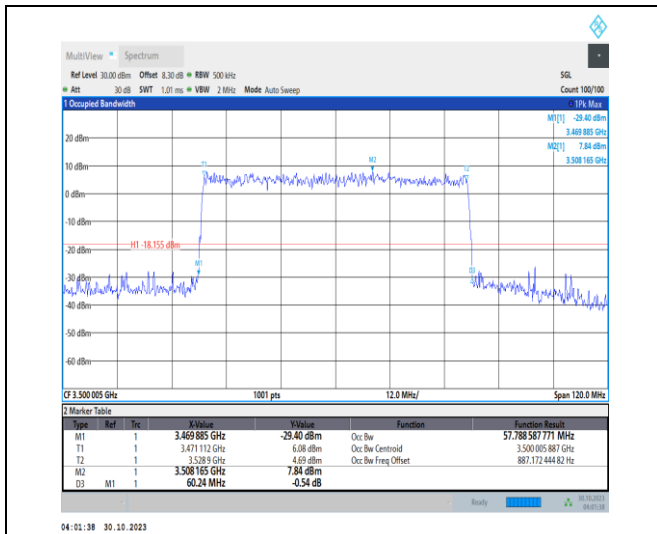 MultiView Spectrum
Ref Level 30.00 dBm Offset 8.30 dB RBW 500 kHz SGL
Att 30 dB SWT 1.01 ms VBW 2 MHz Mode Auto Sweep Count 100/100
1 Occupied Bandwidth 1Pk Max
M1[1] -29.40 dBm
3.469 885 GHz
M2[1] 7.84 dBm
3.508 165 GHz
20 dBm
10 dBm
T1 M2 T2
0 dBm
-10 dBm
H1 -18.155 dBm
-20 dBm
M1
D3
-30 dBm
-40 dBm
-50 dBm
-60 dBm
CF 3.500 005 GHz 1001 pts 12.0 MHz/ Span 120.0 MHz
2 Marker Table
Type Ref Trc X-Value Y-Value Function Function Result
M1 1 3.469 885 GHz -29.40 dBm Occ Bw 57.788 587 771 MHz
T1 1 3.471 112 GHz 6.08 dBm Occ Bw Centroid 3.500 005 887 GHz
T2 1 3.528 9 GHz 4.69 dBm Occ Bw Freq Offset 887.172 444 82 Hz
M2 1 3.508 165 GHz 7.84 dBm
D3 M1 1 60.24 MHz -0.54 dB
Ready 30.10.2023
04:01:38
04:01:38 30.10.2023